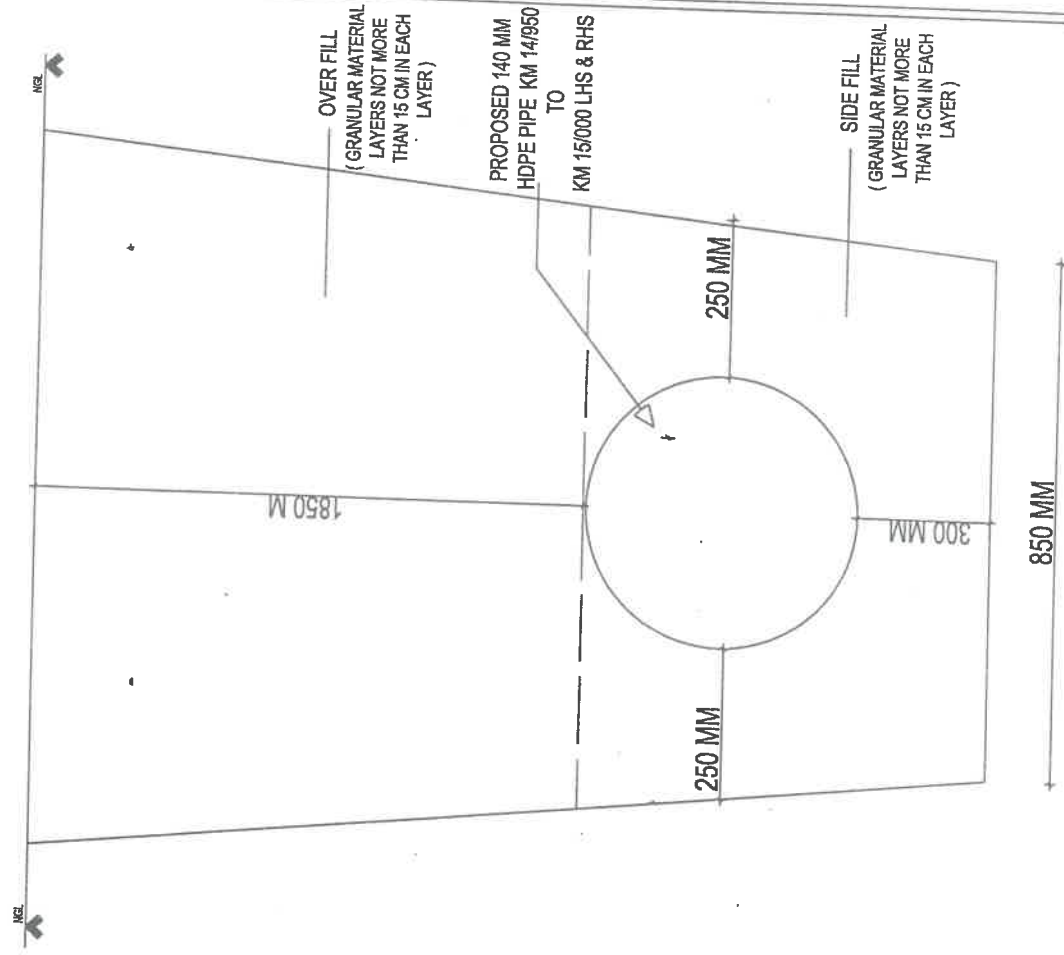 NGL
NGL
OVER FILL
( GRANULAR MATERIAL
LAYERS NOT MORE
THAN 15 CM IN EACH
LAYER )
1850 M
PROPOSED 140 MM
HDPE PIPE KM 14/950
TO
KM 15/000 LHS & RHS
250 MM
250 MM
SIDE FILL
( GRANULAR MATERIAL
LAYERS NOT MORE
THAN 15 CM IN EACH
LAYER )
300 MM
850 MM